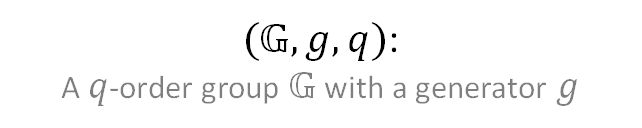 (𝔾, g, q):
A q-order group 𝔾 with a generator g